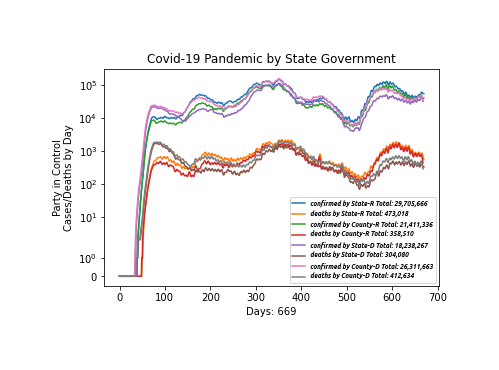 Covid-19 Pandemic by State Government
Party in Control
Cases/Deaths by Day
10⁵
10⁴
10³
10²
10¹
10⁰
0
confirmed by State-R Total: 29,705,666
deaths by State-R Total: 473,018
confirmed by County-R Total: 21,411,336
deaths by County-R Total: 358,510
confirmed by State-D Total: 18,238,267
deaths by State-D Total: 304,080
confirmed by County-D Total: 26,311,663
deaths by County-D Total: 412,634
0 100 200 300 400 500 600 700
Days: 669